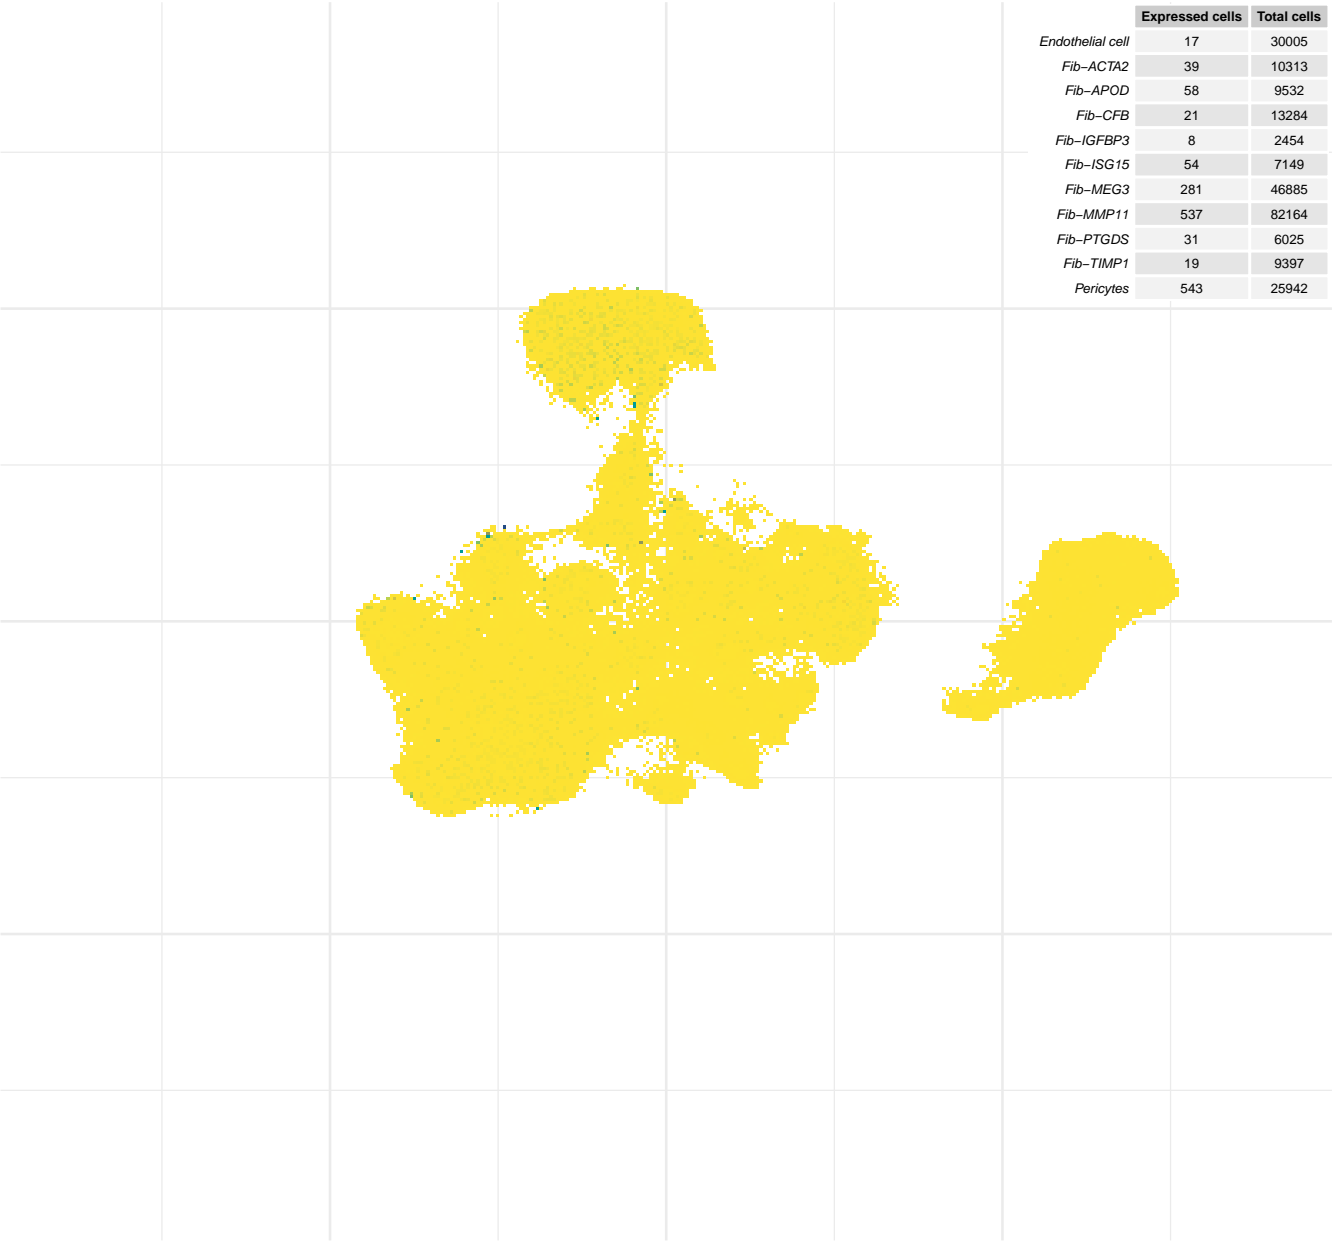 Expressed cells Total cells
Endothelial cell 17 30005
Fib−ACTA2 39 10313
Fib−APOD 58 9532
Fib−CFB 21 13284
Fib−IGFBP3 8 2454
Fib−ISG15 54 7149
Fib−MEG3 281 46885
Fib−MMP11 537 82164
Fib−PTGDS 31 6025
Fib−TIMP1 19 9397
Pericytes 543 25942